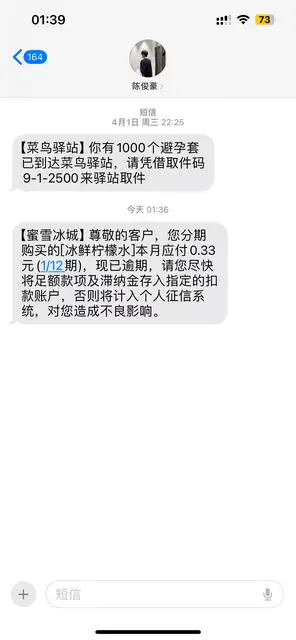 01:39
73
164
陈俊豪
短信
4月1日 周三 22:25
【菜鸟驿站】你有1000个避孕套
已到达菜鸟驿站，请凭借取件码
9-1-2500来驿站取件
今天 01:36
【蜜雪冰城】尊敬的客户，您分期
购买的[冰鲜柠檬水]本月应付0.33
元(1/12期)，现已逾期，请您尽快
将足额款项及滞纳金存入指定的扣
款账户，否则将计入个人征信系
统，对您造成不良影响。
短信